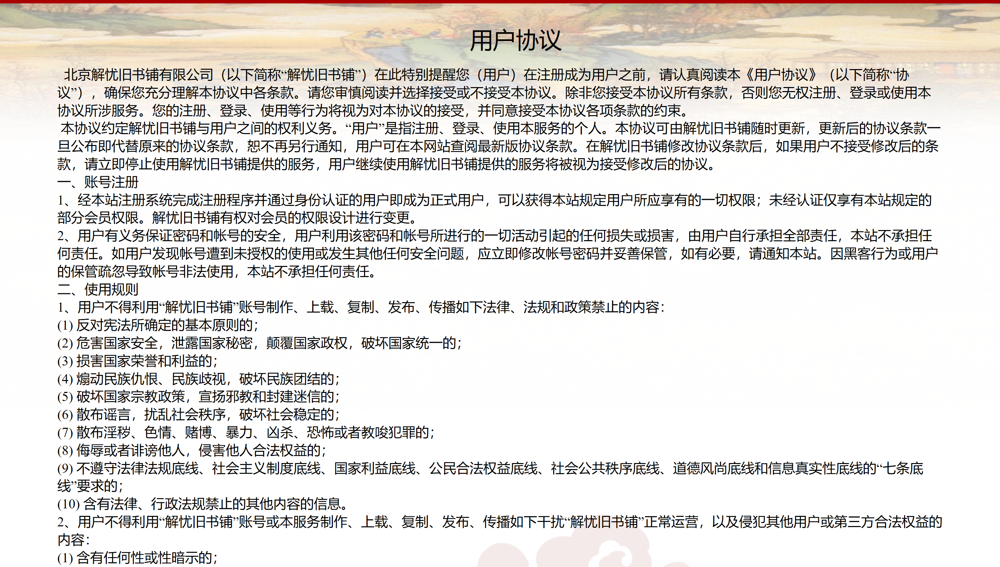 用户协议
北京解忧旧书铺有限公司（以下简称“解忧旧书铺”）在此特别提醒您（用户）在注册成为用户之前，请认真阅读本《用户协议》（以下简称“协
议”），确保您充分理解本协议中各条款。请您审慎阅读并选择接受或不接受本协议。除非您接受本协议所有条款，否则您无权注册、登录或使用本
协议所涉服务。您的注册、登录、使用等行为将视为对本协议的接受，并同意接受本协议各项条款的约束。
本协议约定解忧旧书铺与用户之间的权利义务。“用户”是指注册、登录、使用本服务的个人。本协议可由解忧旧书铺随时更新，更新后的协议条款一
旦公布即代替原来的协议条款，恕不再另行通知，用户可在本网站查阅最新版协议条款。在解忧旧书铺修改协议条款后，如果用户不接受修改后的条
款，请立即停止使用解忧旧书铺提供的服务，用户继续使用解忧旧书铺提供的服务将被视为接受修改后的协议。
一、账号注册
1、经本站注册系统完成注册程序并通过身份认证的用户即成为正式用户，可以获得本站规定用户所应享有的一切权限；未经认证仅享有本站规定的
部分会员权限。解忧旧书铺有权对会员的权限设计进行变更。
2、用户有义务保证密码和帐号的安全，用户利用该密码和帐号所进行的一切活动引起的任何损失或损害，由用户自行承担全部责任，本站不承担任
何责任。如用户发现帐号遭到未授权的使用或发生其他任何安全问题，应立即修改帐号密码并妥善保管，如有必要，请通知本站。因黑客行为或用户
的保管疏忽导致帐号非法使用，本站不承担任何责任。
二、使用规则
1、用户不得利用“解忧旧书铺”账号制作、上载、复制、发布、传播如下法律、法规和政策禁止的内容：
(1) 反对宪法所确定的基本原则的；
(2) 危害国家安全，泄露国家秘密，颠覆国家政权，破坏国家统一的；
(3) 损害国家荣誉和利益的；
(4) 煽动民族仇恨、民族歧视，破坏民族团结的；
(5) 破坏国家宗教政策，宣扬邪教和封建迷信的；
(6) 散布谣言，扰乱社会秩序，破坏社会稳定的；
(7) 散布淫秽、色情、赌博、暴力、凶杀、恐怖或者教唆犯罪的；
(8) 侮辱或者诽谤他人，侵害他人合法权益的；
(9) 不遵守法律法规底线、社会主义制度底线、国家利益底线、公民合法权益底线、社会公共秩序底线、道德风尚底线和信息真实性底线的“七条底
线”要求的；
(10) 含有法律、行政法规禁止的其他内容的信息。
2、用户不得利用“解忧旧书铺”账号或本服务制作、上载、复制、发布、传播如下干扰“解忧旧书铺”正常运营，以及侵犯其他用户或第三方合法权益的
内容：
(1) 含有任何性或性暗示的；